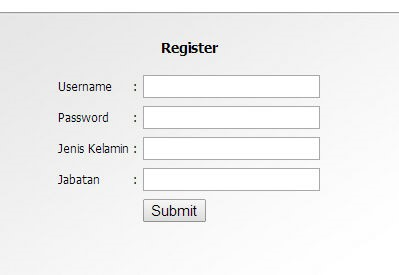 Register
Username :
Password :
Jenis Kelamin :
Jabatan :
Submit